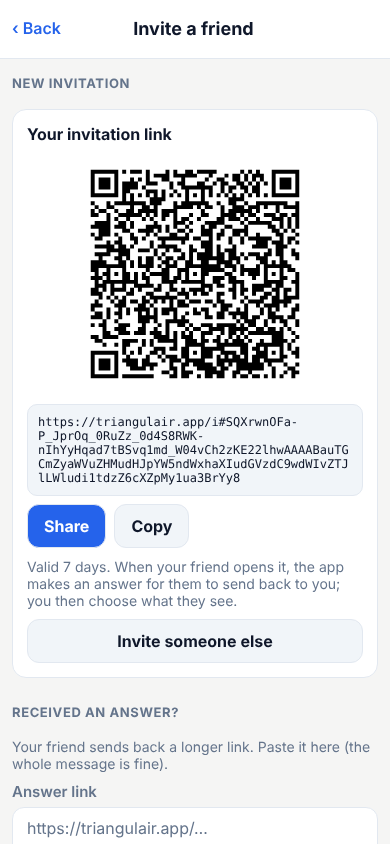 ‹ Back
Invite a friend
NEW INVITATION
Your invitation link
https://triangulair.app/i#SQXrwnOFa-
P_JprOq_0RuZz_0d4S8RWK-
nIhYyHqad7tBSvq1md_W04vCh2zKE22lhwAAAABauTG
CmZyaWVuZHMudHJpYW5ndWxhaXIudGVzdC9wdWIvZTJ
lLWludi1tdzZ6cXZpMy1ua3BrYy8
Share
Copy
Valid 7 days. When your friend opens it, the app
makes an answer for them to send back to you;
you then choose what they see.
Invite someone else
RECEIVED AN ANSWER?
Your friend sends back a longer link. Paste it here (the
whole message is fine).
Answer link
https://triangulair.app/...